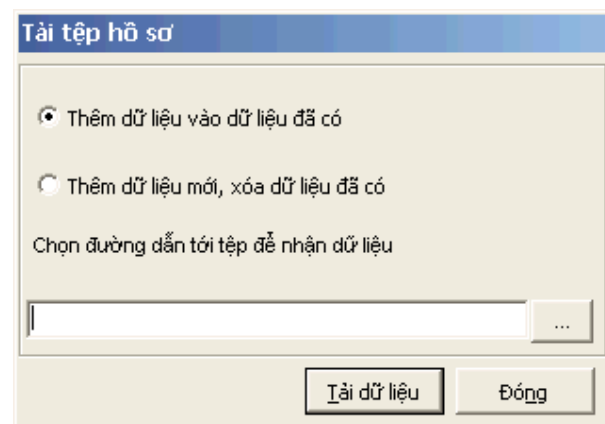 Tải tệp hồ sơ
Thêm dữ liệu vào dữ liệu đã có
Thêm dữ liệu mới, xóa dữ liệu đã có
Chọn đường dẫn tới tệp để nhận dữ liệu
...
Tải dữ liệu Đóng